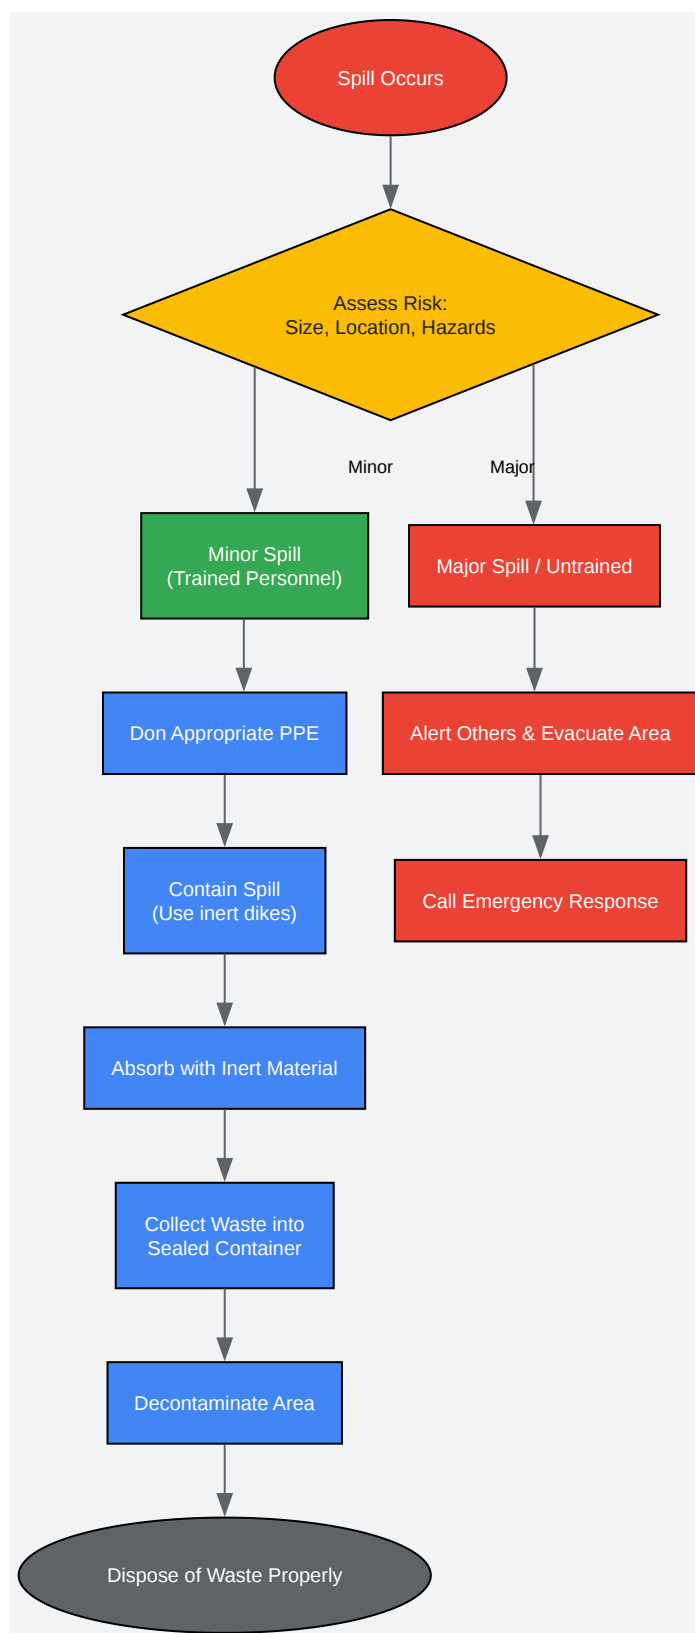 Spill Occurs
Assess Risk:
Size, Location, Hazards
Minor
Major
Minor Spill
(Trained Personnel)
Major Spill / Untrained
Don Appropriate PPE
Alert Others & Evacuate Area
Contain Spill
(Use inert dikes)
Call Emergency Response
Absorb with Inert Material
Collect Waste into
Sealed Container
Decontaminate Area
Dispose of Waste Properly